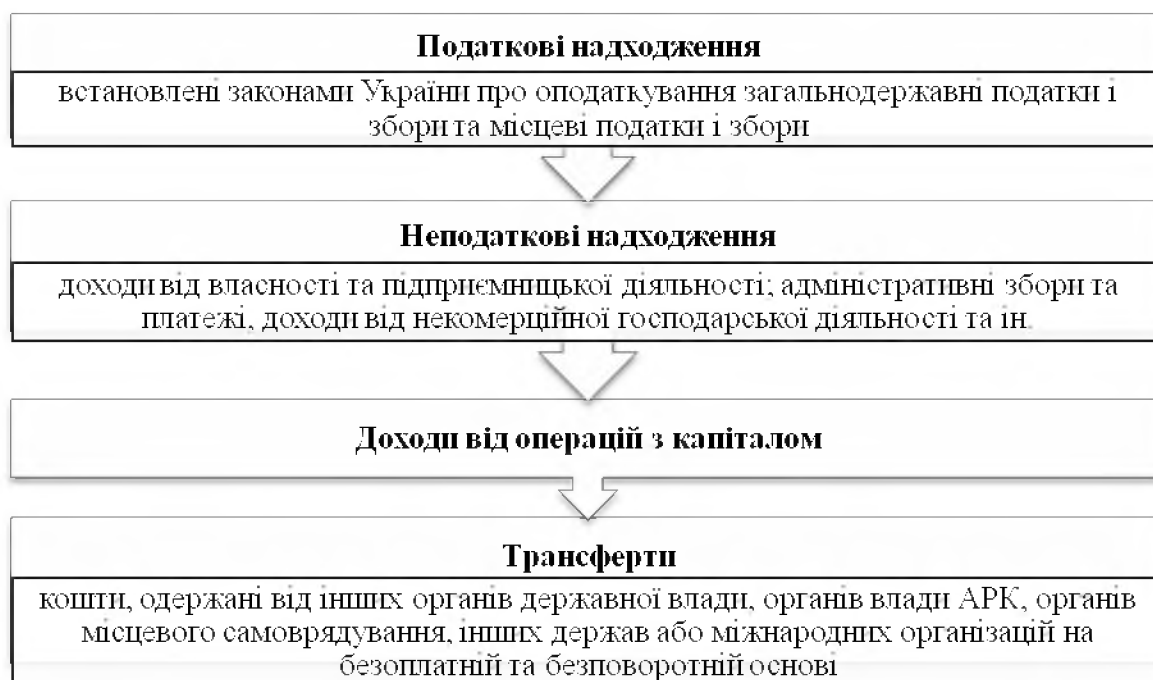 Податкові надходження
встановлені законами України про оподаткування загальнодержавні податки і
збори та місцеві податки і збори
Неподаткові надходження
доходи від власності та підприємницької діяльності; адміністративні збори та
платежі, доходи від некомерційної господарської діяльності та ін.
Доходи від операцій з капіталом
Трансферти
кошти, одержані від інших органів державної влади, органів влади АРК, органів
місцевого самоврядування, інших держав або міжнародних організацій на
безоплатній та безповоротній основі